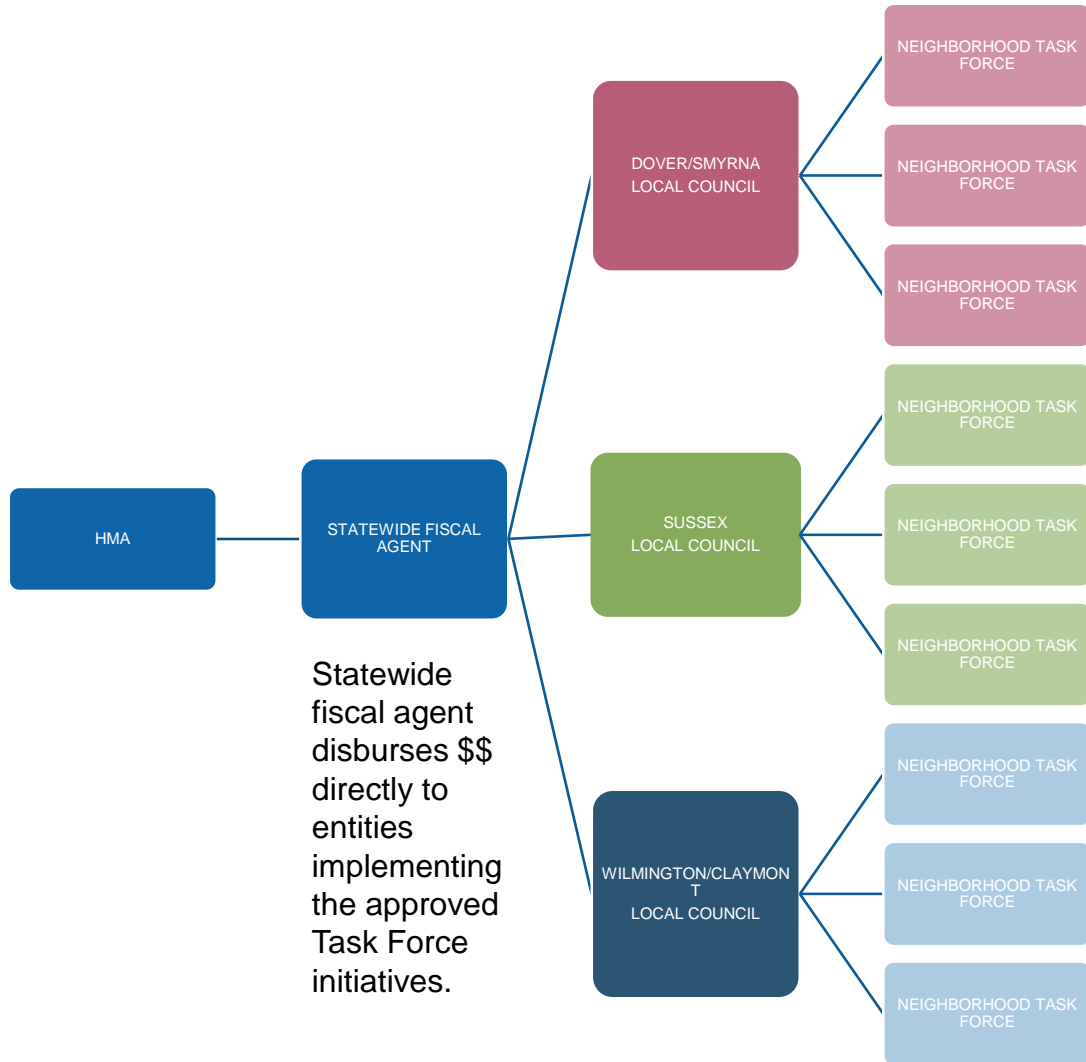 HMA
STATEWIDE FISCAL
AGENT
Statewide
fiscal agent
disburses $$
directly to
entities
implementing
the approved
Task Force
initiatives.
DOVER/SMYRNA
LOCAL COUNCIL
NEIGHBORHOOD TASK
FORCE
NEIGHBORHOOD TASK
FORCE
NEIGHBORHOOD TASK
FORCE
SUSSEX
LOCAL COUNCIL
NEIGHBORHOOD TASK
FORCE
NEIGHBORHOOD TASK
FORCE
NEIGHBORHOOD TASK
FORCE
WILMINGTON/CLAYMON
T
LOCAL COUNCIL
NEIGHBORHOOD TASK
FORCE
NEIGHBORHOOD TASK
FORCE
NEIGHBORHOOD TASK
FORCE